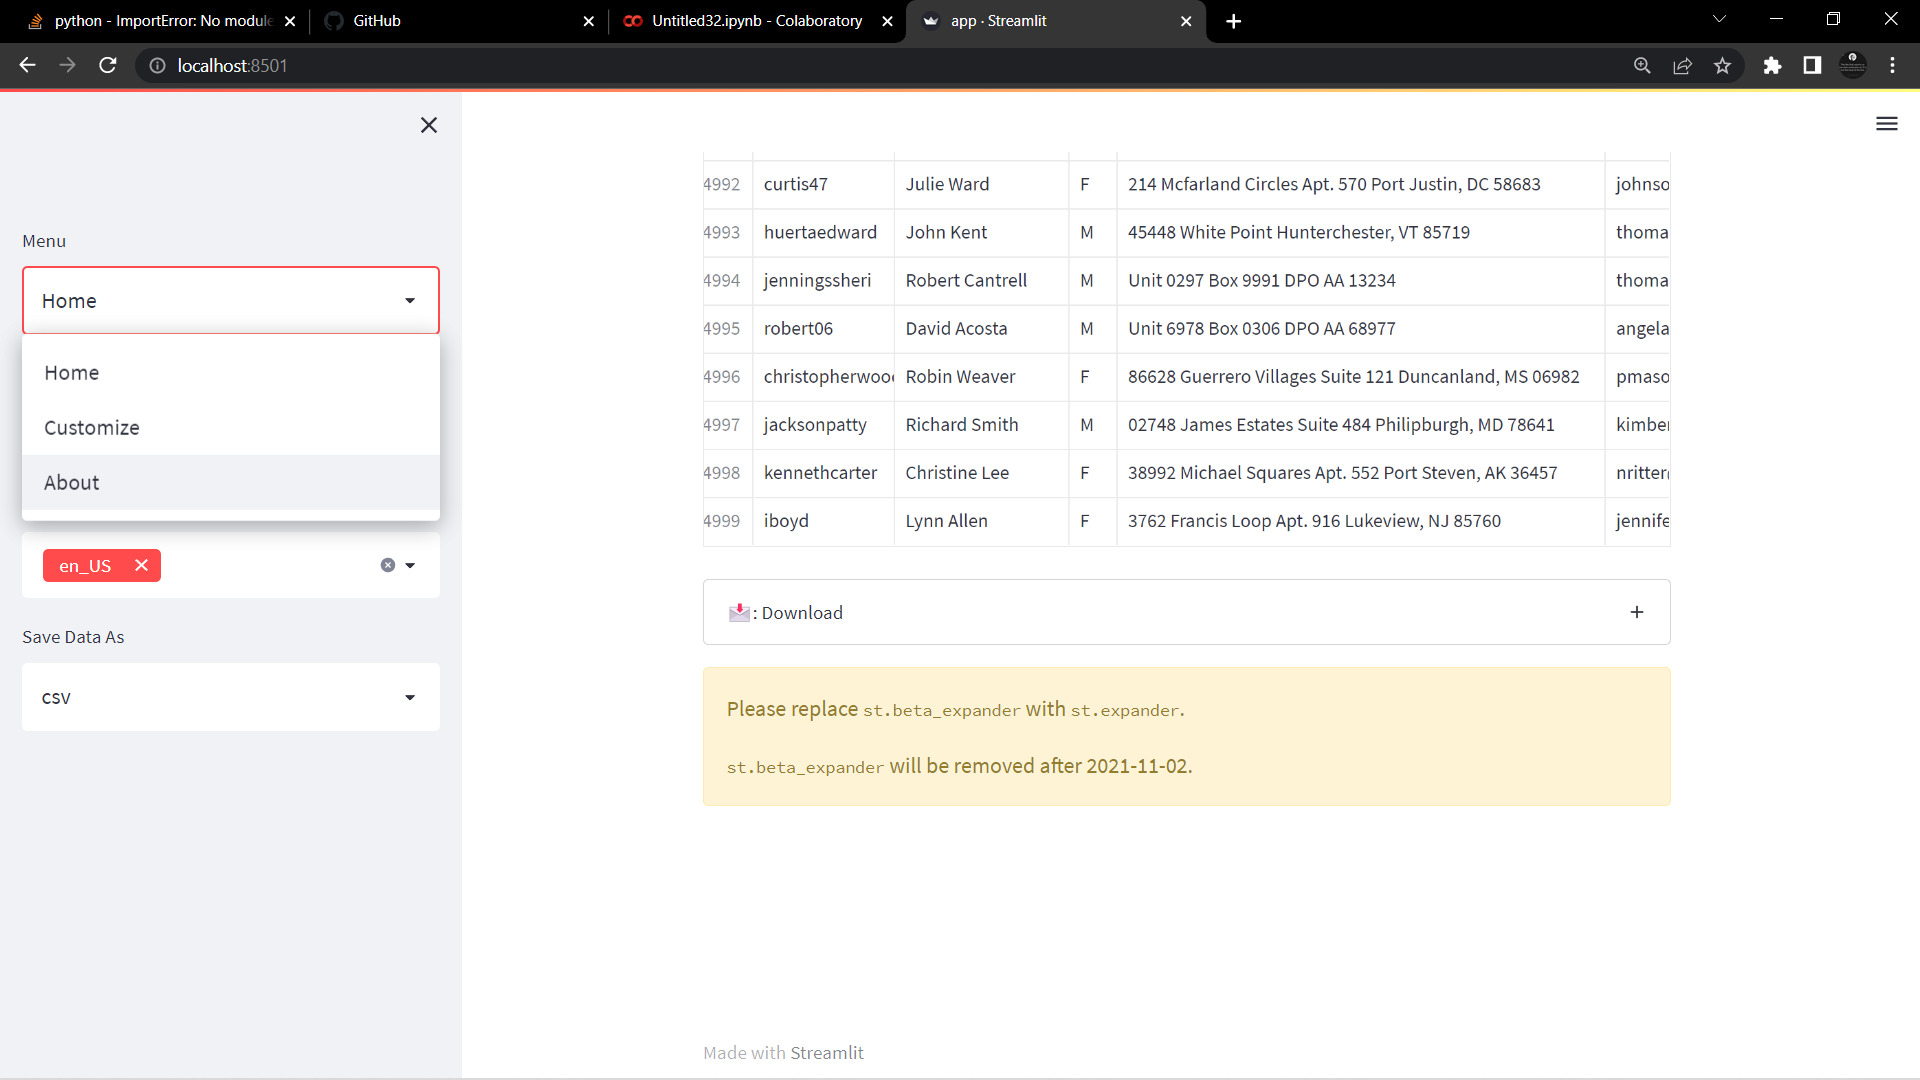 python - ImportError: No module
GitHub
Untitled32.ipynb - Colaboratory
app · Streamlit
localhost:8501
Menu
Home
Home
Customize
About
en_US
Save Data As
csv
4992 curtis47 Julie Ward F 214 Mcfarland Circles Apt. 570 Port Justin, DC 58683 johnso
4993 huertaedward John Kent M 45448 White Point Hunterchester, VT 85719 thoma
4994 jenningssheri Robert Cantrell M Unit 0297 Box 9991 DPO AA 13234 thoma
4995 robert06 David Acosta M Unit 6978 Box 0306 DPO AA 68977 angela
4996 christopherwood Robin Weaver F 86628 Guerrero Villages Suite 121 Duncanland, MS 06982 pmaso
4997 jacksonpatty Richard Smith M 02748 James Estates Suite 484 Philipburgh, MD 78641 kimber
4998 kennethcarter Christine Lee F 38992 Michael Squares Apt. 552 Port Steven, AK 36457 nritter
4999 iboyd Lynn Allen F 3762 Francis Loop Apt. 916 Lukeview, NJ 85760 jennife
: Download
Please replace st.beta_expander with st.expander.
st.beta_expander will be removed after 2021-11-02.
Made with Streamlit